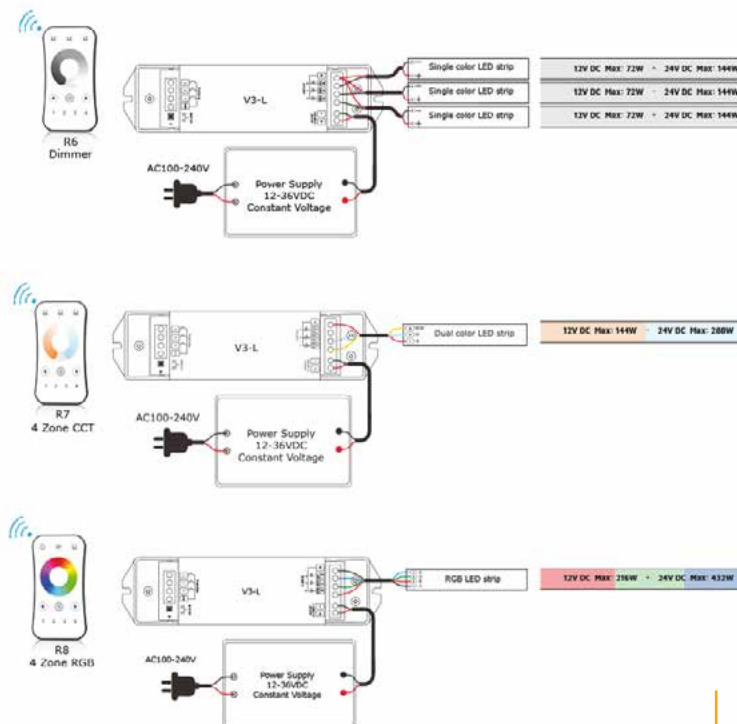 Single color LED strip
12V DC Max: 72W - 24V DC Max: 144W
Single color LED strip
12V DC Max: 72W - 24V DC Max: 144W
V3-L
Single color LED strip
12V DC Max: 72W - 24V DC Max: 144W
R6
Dimmer
AC100-240V
Power Supply
12-36VDC
Constant Voltage
Dual color LED strip
12V DC Max: 144W - 24V DC Max: 288W
V3-L
R7
4 Zone CCT
AC100-240V
Power Supply
12-36VDC
Constant Voltage
RGB LED strip
12V DC Max: 216W - 24V DC Max: 432W
V3-L
R8
4 Zone RGB
AC100-240V
Power Supply
12-36VDC
Constant Voltage